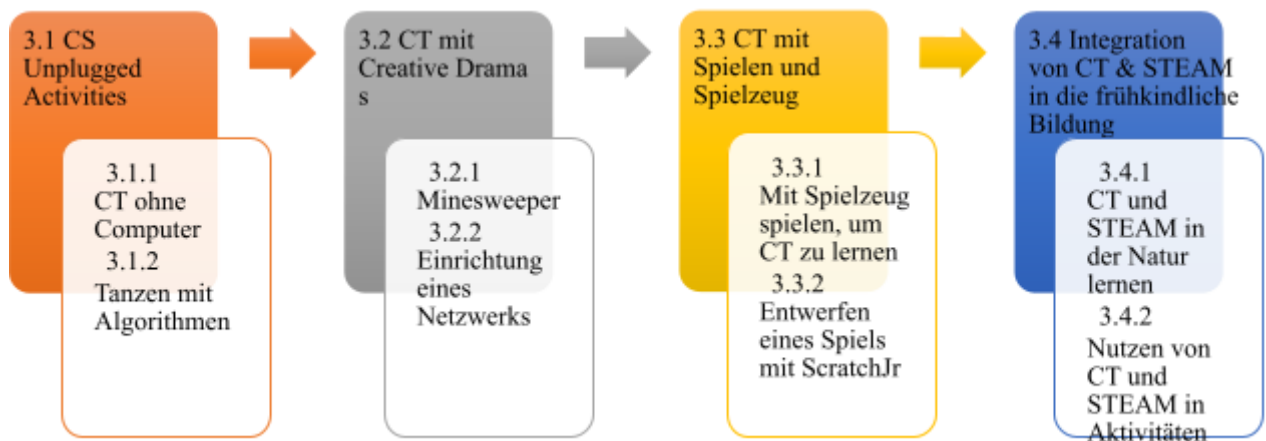 3.1 CS
Unplugged
Activities
3.1.1
CT ohne
Computer
3.1.2
Tanzen mit
Algorithmen
3.2 CT mit
Creative Drama
s
3.2.1
Minesweeper
3.2.2
Einrichtung
eines
Netzwerks
3.3 CT mit
Spielen und
Spielzeug
3.3.1
Mit Spielzeug
spielen, um
CT zu lernen
3.3.2
Entwerfen
eines Spiels
mit ScratchJr
3.4 Integration
von CT & STEAM
in die frühkindliche
Bildung
3.4.1
CT und
STEAM in
der Natur
lernen
3.4.2
Nutzen von
CT und
STEAM in
Aktivitäten